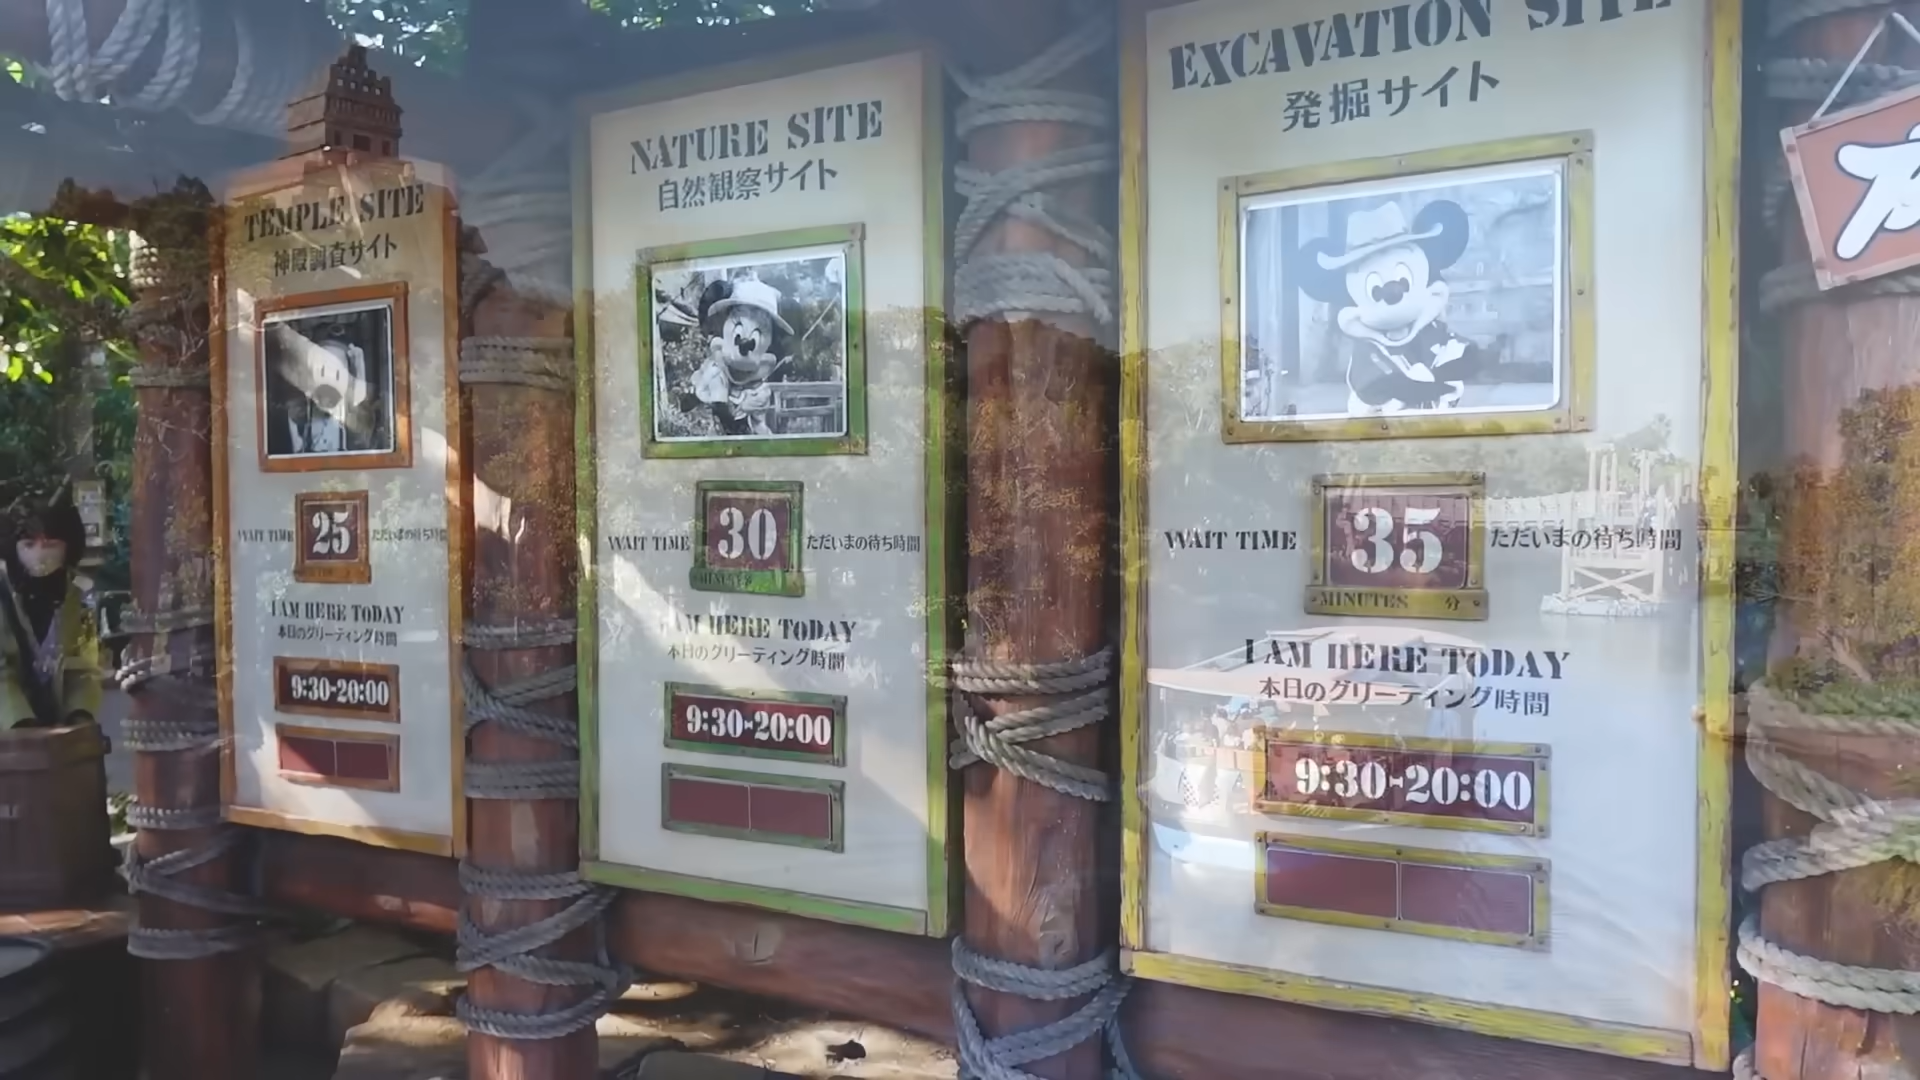 TEMPLE SITE
神殿調査サイト
WAIT TIME 25 ただいまの待ち時間
I AM HERE TODAY
本日のグリーティング時間
9:30-20:00
NATURE SITE
自然観察サイト
WAIT TIME 30 ただいまの待ち時間
MINUTES 分
I AM HERE TODAY
本日のグリーティング時間
9:30-20:00
EXCAVATION SITE
発掘サイト
WAIT TIME 35 ただいまの待ち時間
MINUTES 分
I AM HERE TODAY
本日のグリーティング時間
9:30-20:00